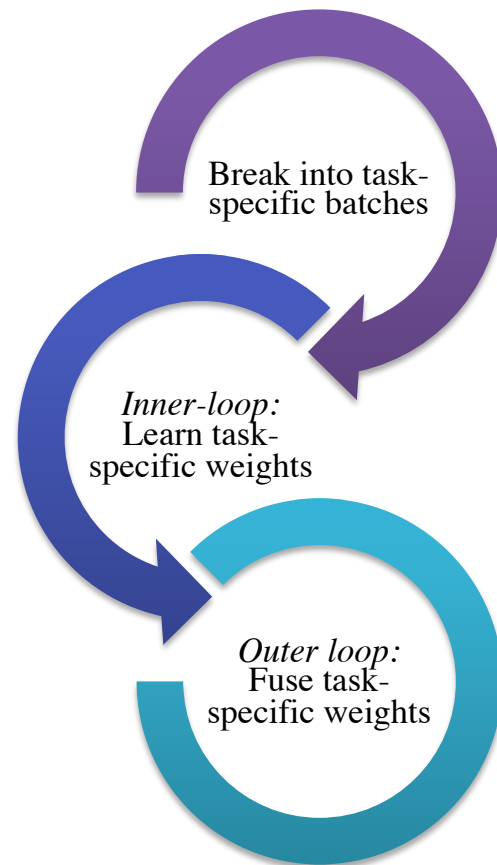 Break into task-
specific batches
Inner-loop:
Learn task-
specific weights
Outer loop:
Fuse task-
specific weights